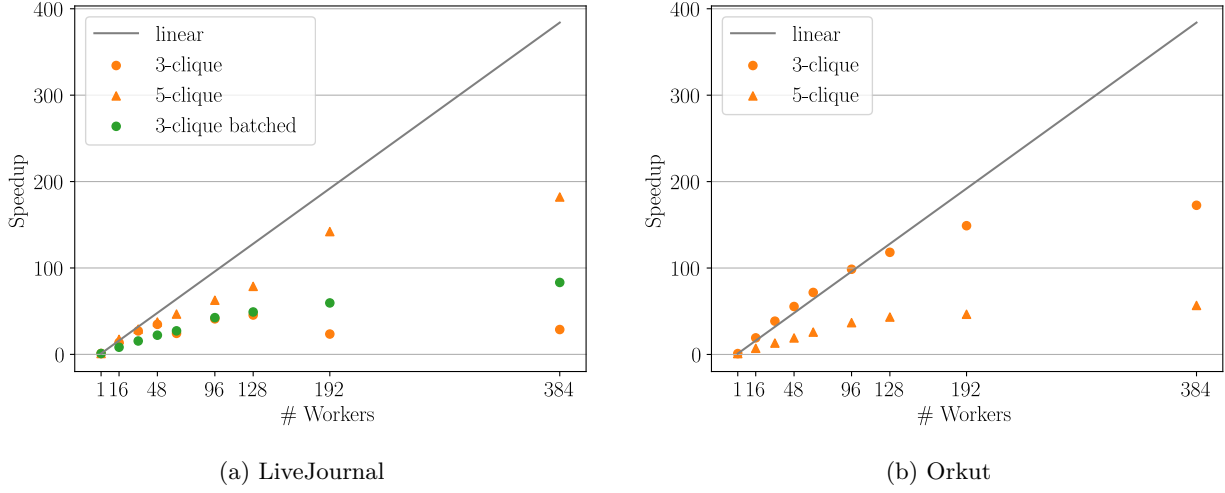 400
300
200
100
0
Speedup
linear
3-clique
5-clique
3-clique batched
1 16 48 96 128 192 384
# Workers
(a) LiveJournal
400
300
200
100
0
Speedup
linear
3-clique
5-clique
1 16 48 96 128 192 384
# Workers
(b) Orkut